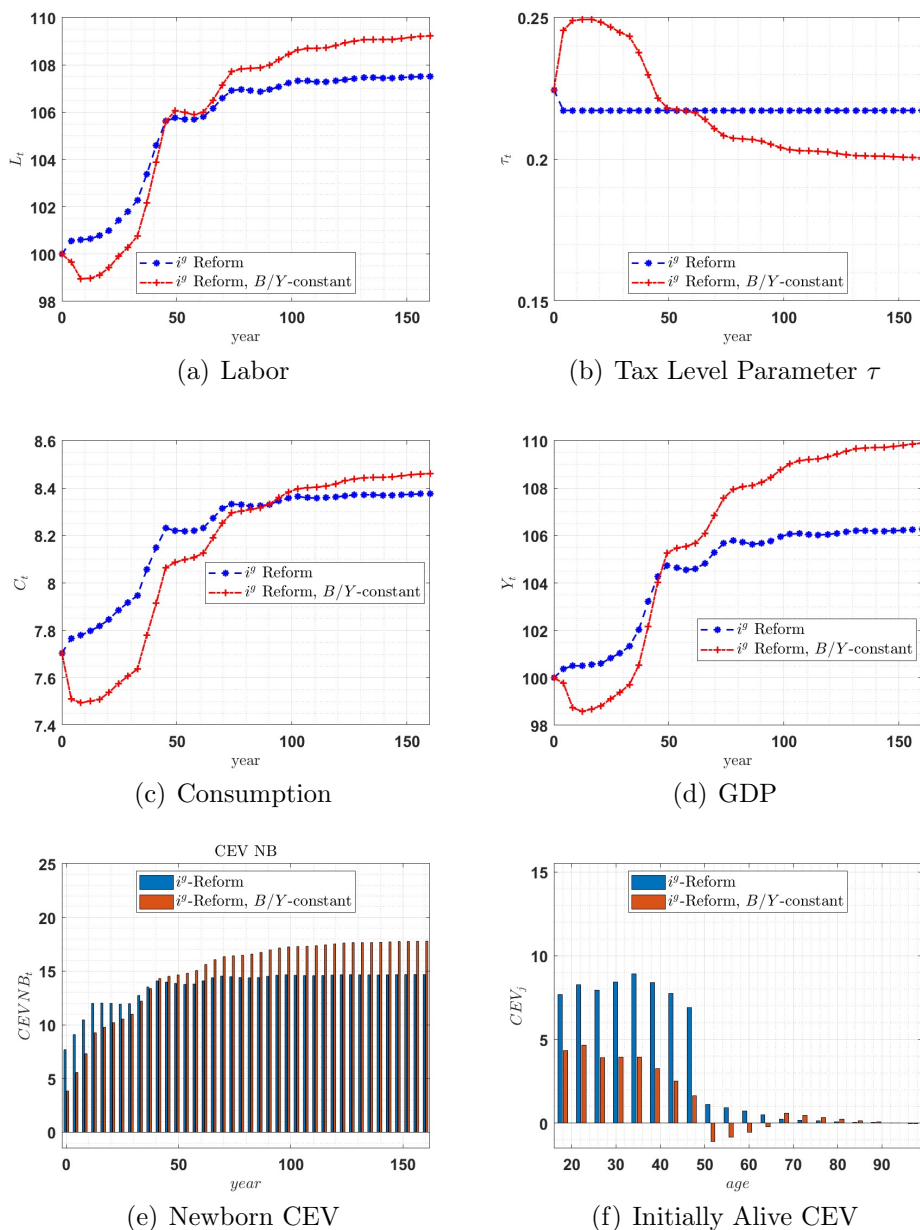 110
108
106
104
102
100
98
L_t
0 50 100 150
year
i^g Reform
i^g Reform, B/Y-constant
(a) Labor
0.25
0.2
0.15
τ_t
0 50 100 150
year
i^g Reform
i^g Reform, B/Y-constant
(b) Tax Level Parameter τ
8.6
8.4
8.2
8
7.8
7.6
7.4
C_t
0 50 100 150
year
i^g Reform
i^g Reform, B/Y-constant
(c) Consumption
110
108
106
104
102
100
98
Y_t
0 50 100 150
year
i^g Reform
i^g Reform, B/Y-constant
(d) GDP
CEV NB
25
20
15
10
5
0
CEVNB_t
0 50 100 150
year
i^g-Reform
i^g-Reform, B/Y-constant
(e) Newborn CEV
15
10
5
0
CEV_j
20 30 40 50 60 70 80 90
age
i^g-Reform
i^g-Reform, B/Y-constant
(f) Initially Alive CEV